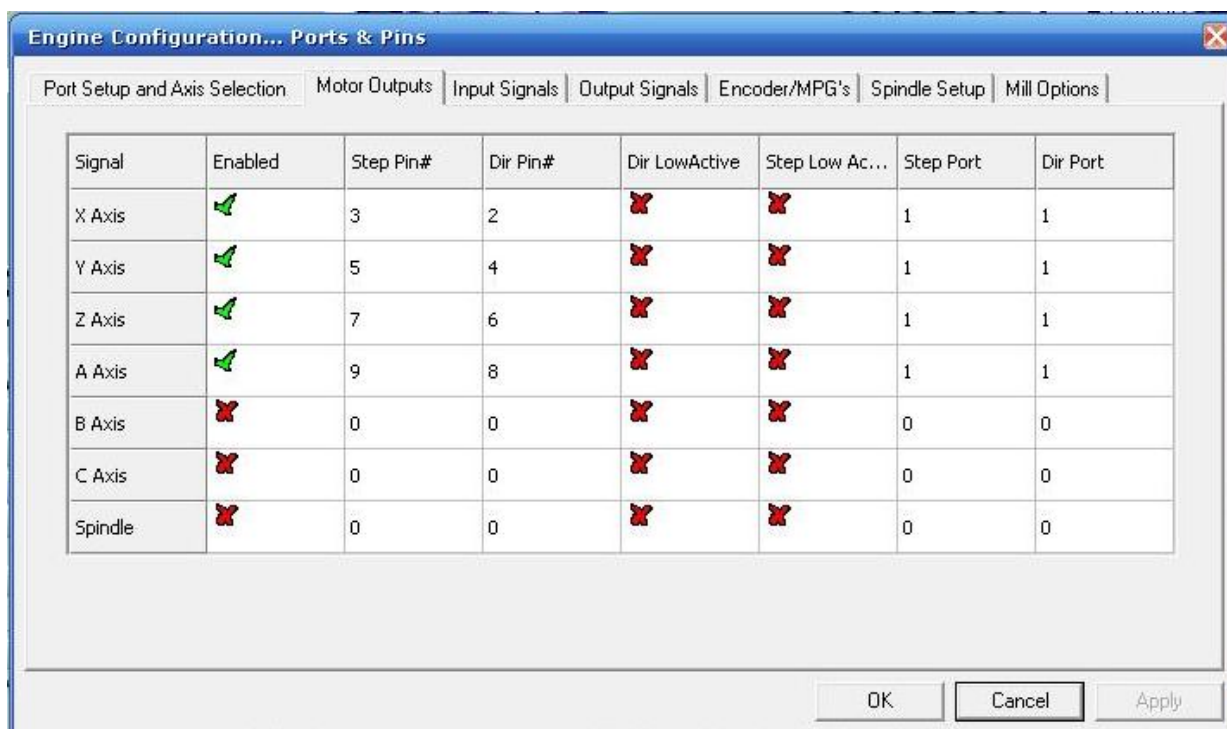 Engine Configuration... Ports & Pins
Port Setup and Axis Selection Motor Outputs Input Signals Output Signals Encoder/MPG's Spindle Setup Mill Options
Signal Enabled Step Pin# Dir Pin# Dir LowActive Step Low Ac... Step Port Dir Port
X Axis 3 2 1 1
Y Axis 5 4 1 1
Z Axis 7 6 1 1
A Axis 9 8 1 1
B Axis 0 0 0 0
C Axis 0 0 0 0
Spindle 0 0 0 0
OK Cancel Apply